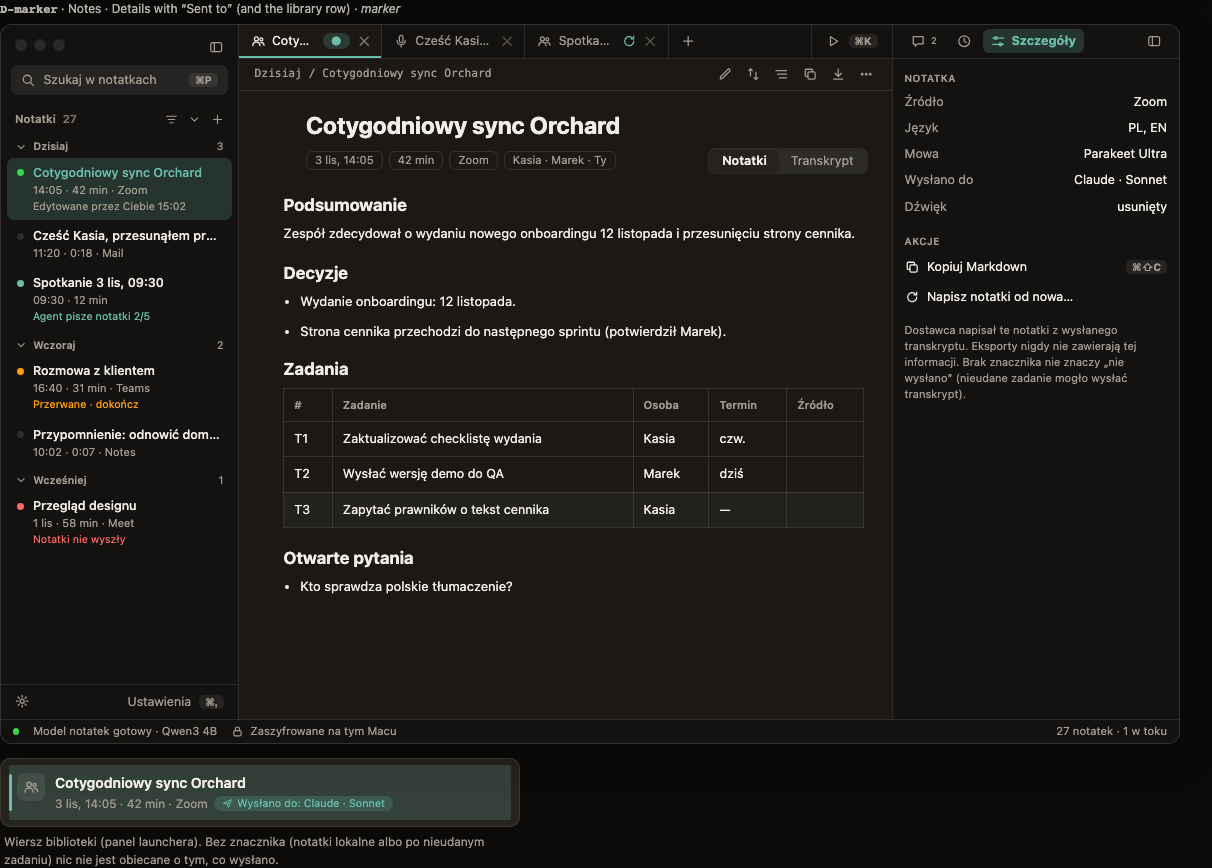 D-marker · Notes · Details with "Sent to" (and the library row) · marker
Szukaj w notatkach ⌘P
Notatki 27
Dzisiaj 3
Cotygodniowy sync Orchard
14:05 · 42 min · Zoom
Edytowane przez Ciebie 15:02
Cześć Kasia, przesunąłem pr...
11:20 · 0:18 · Mail
Spotkanie 3 lis, 09:30
09:30 · 12 min
Agent pisze notatki 2/5
Wczoraj 2
Rozmowa z klientem
16:40 · 31 min · Teams
Przerwane · dokończ
Przypomnienie: odnowić dom...
10:02 · 0:07 · Notes
Wcześniej 1
Przegląd designu
1 lis · 58 min · Meet
Notatki nie wyszły
Ustawienia ⌘,
Coty... Cześć Kasi... Spotka... ⌘K
Dzisiaj / Cotygodniowy sync Orchard
Cotygodniowy sync Orchard
3 lis, 14:05 42 min Zoom Kasia · Marek · Ty Notatki Transkrypt
Podsumowanie
Zespół zdecydował o wydaniu nowego onboardingu 12 listopada i przesunięciu strony cennika.
Decyzje
• Wydanie onboardingu: 12 listopada.
• Strona cennika przechodzi do następnego sprintu (potwierdził Marek).
Zadania
# Zadanie Osoba Termin Źródło
T1 Zaktualizować checklistę wydania Kasia czw.
T2 Wysłać wersję demo do QA Marek dziś
T3 Zapytać prawników o tekst cennika Kasia —
Otwarte pytania
• Kto sprawdza polskie tłumaczenie?
2 Szczegóły
NOTATKA
Źródło Zoom
Język PL, EN
Mowa Parakeet Ultra
Wysłano do Claude · Sonnet
Dźwięk usunięty
AKCJE
Kopiuj Markdown ⌘⇧C
Napisz notatki od nowa...
Dostawca napisał te notatki z wysłanego
transkryptu. Eksporty nigdy nie zawierają tej
informacji. Brak znacznika nie znaczy „nie
wysłano” (nieudane zadanie mogło wysłać
transkrypt).
Model notatek gotowy · Qwen3 4B Zaszyfrowane na tym Macu 27 notatek · 1 w toku
Cotygodniowy sync Orchard
3 lis, 14:05 · 42 min · Zoom Wysłano do: Claude · Sonnet
Wiersz biblioteki (panel launchera). Bez znacznika (notatki lokalne albo po nieudanym
zadaniu) nic nie jest obiecane o tym, co wysłano.